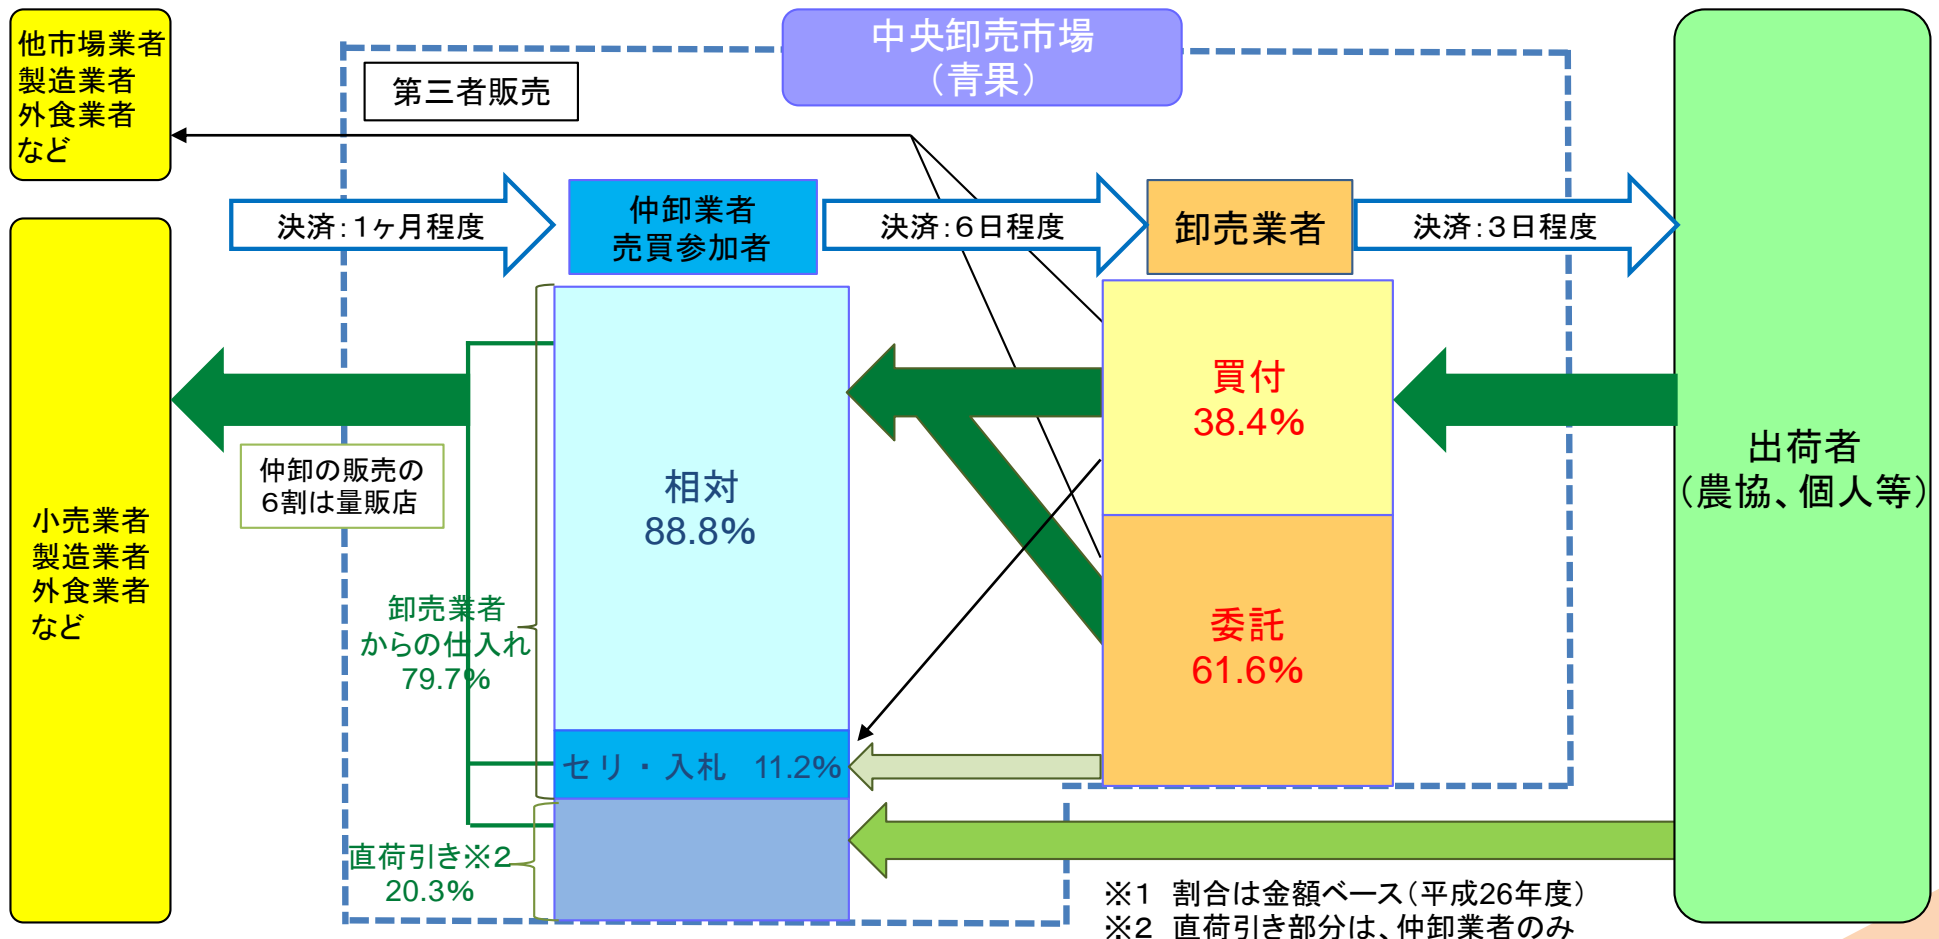 中央卸売市場
（青果）
他市場業者
製造業者
外食業者
など
第三者販売
決済：１ヶ月程度
仲卸業者
売買参加者
決済：６日程度
卸売業者
決済：３日程度
小売業者
製造業者
外食業者
など
仲卸の販売の
６割は量販店
相対
88.8%
買付
38.4%
出荷者
（農協、個人等）
卸売業者
からの仕入れ
79.7%
委託
61.6%
セリ・入札　11.2%
直荷引き※２
20.3%
※１　割合は金額ベース（平成26年度）
※２　直荷引き部分は、仲卸業者のみ